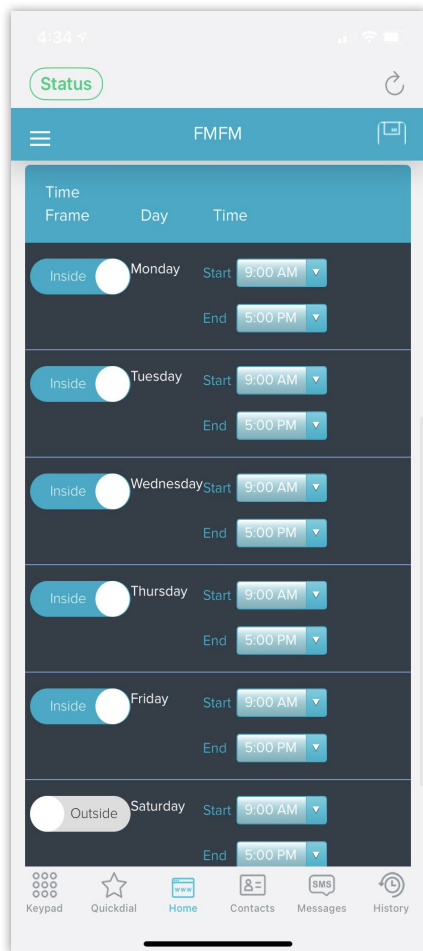 4:34
Status
FMFM
Time Frame Day Time
Inside Monday Start 9:00 AM
End 5:00 PM
Inside Tuesday Start 9:00 AM
End 5:00 PM
Inside Wednesday Start 9:00 AM
End 5:00 PM
Inside Thursday Start 9:00 AM
End 5:00 PM
Inside Friday Start 9:00 AM
End 5:00 PM
Outside Saturday Start 9:00 AM
End 5:00 PM
www SMS
Keypad Quickdial Home Contacts Messages History